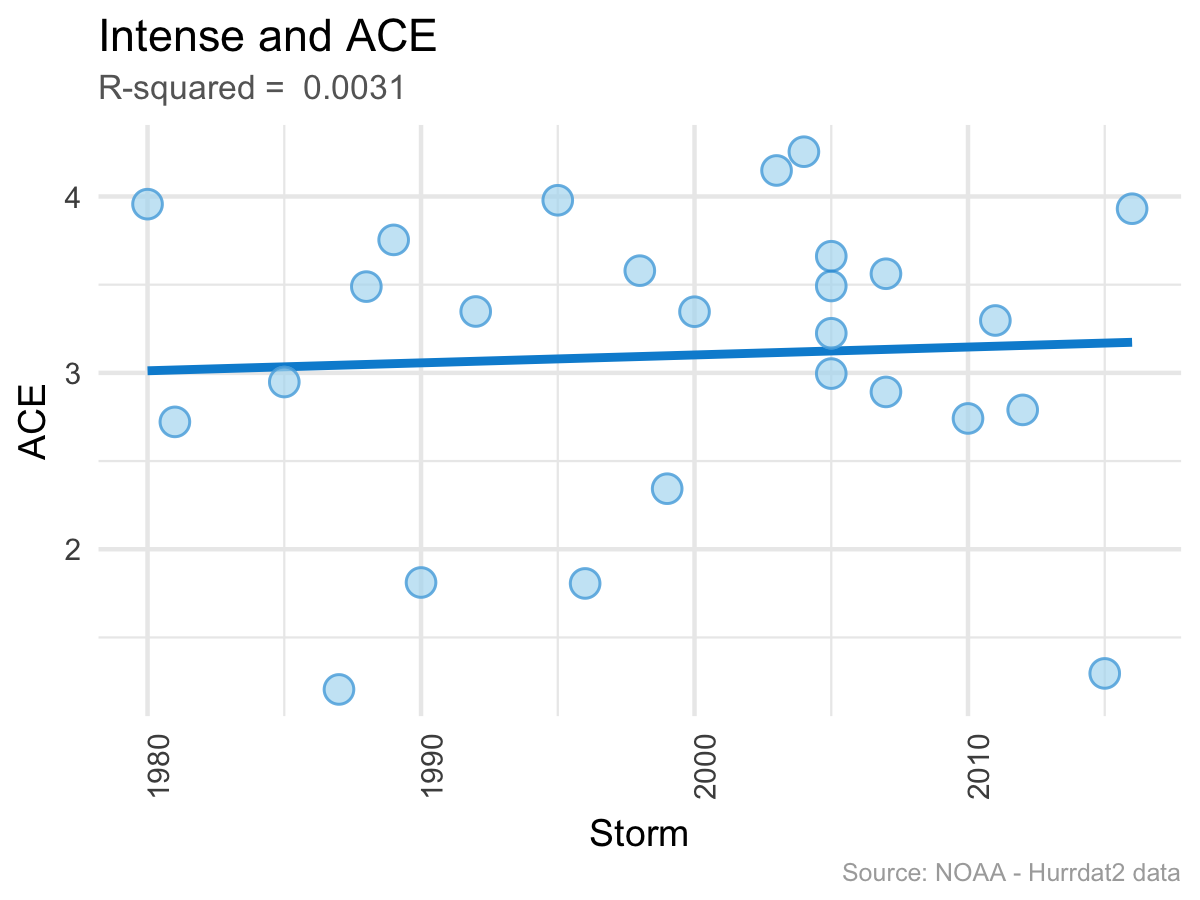 Intense and ACE
R-squared =  0.0031
ACE
4
3
2
1980
1990
2000
2010
Storm
Source: NOAA - Hurrdat2 data